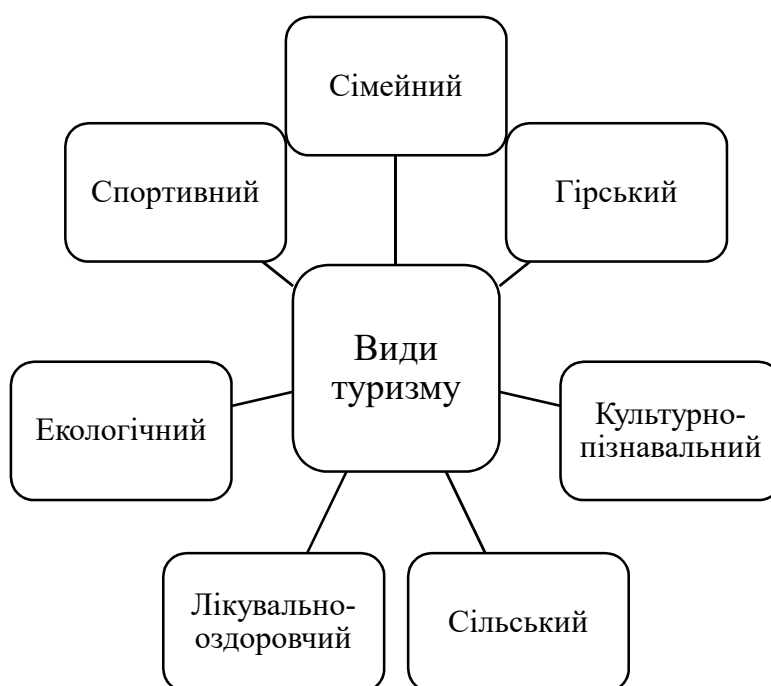 Сімейний
Спортивний
Гірський
Види
туризму
Екологічний
Культурно-
пізнавальний
Лікувально-
оздоровчий
Сільський